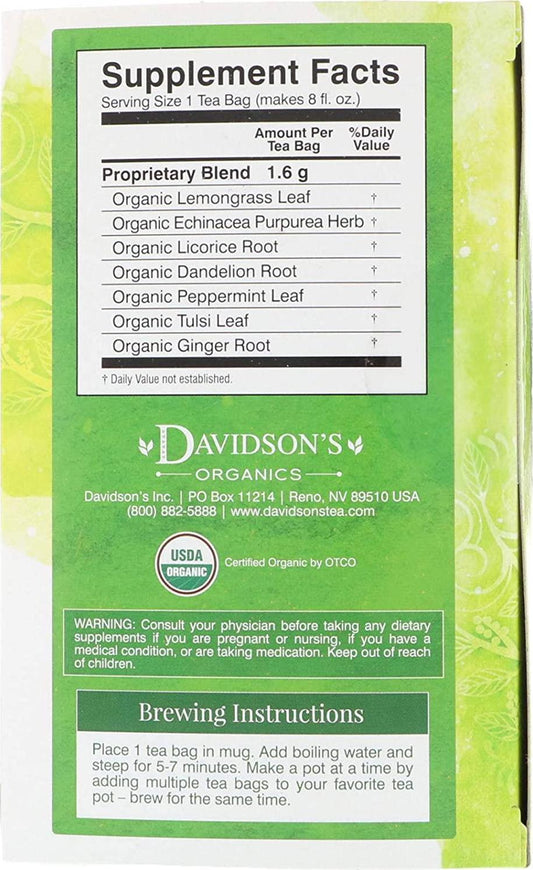 Supplement Facts
Serving Size 1 Tea Bag (makes 8 fl. oz.)
Amount Per %Daily
Tea Bag Value
Proprietary Blend 1.6 g
Organic Lemongrass Leaf †
Organic Echinacea Purpurea Herb †
Organic Licorice Root †
Organic Dandelion Root †
Organic Peppermint Leaf †
Organic Tulsi Leaf †
Organic Ginger Root †
† Daily Value not established.
DAVIDSON'S
ORGANICS
Davidson's Inc. | PO Box 11214 | Reno, NV 89510 USA
(800) 882-5888 | www.davidsonstea.com
USDA
ORGANIC
Certified Organic by OTCO
WARNING: Consult your physician before taking any dietary
supplements if you are pregnant or nursing, if you have a
medical condition, or are taking medication. Keep out of reach
of children.
Brewing Instructions
Place 1 tea bag in mug. Add boiling water and
steep for 5-7 minutes. Make a pot at a time by
adding multiple tea bags to your favorite tea
pot – brew for the same time.